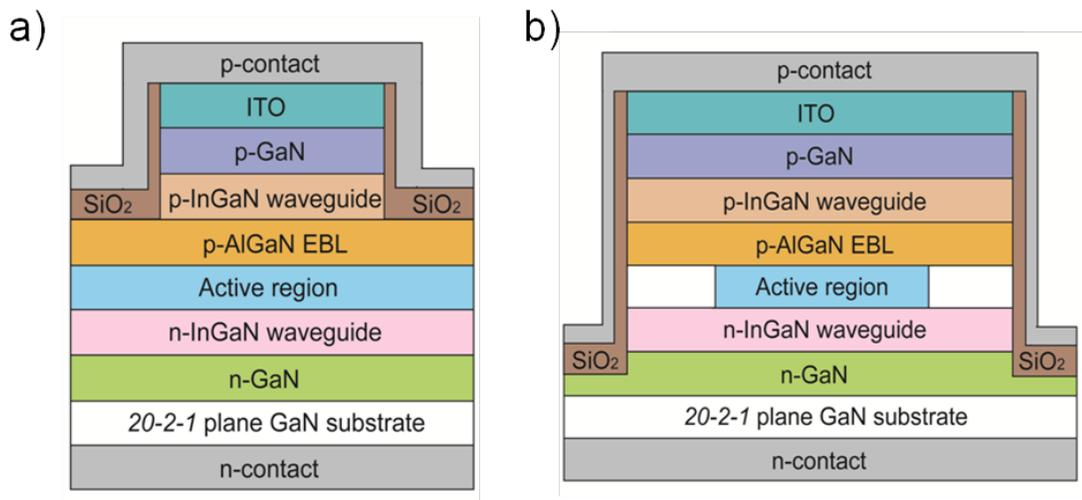 a)
p-contact
ITO
p-GaN
p-InGaN waveguide
SiO₂
SiO₂
p-AlGaN EBL
Active region
n-InGaN waveguide
n-GaN
20-2-1 plane GaN substrate
n-contact
b)
p-contact
ITO
p-GaN
p-InGaN waveguide
p-AlGaN EBL
Active region
n-InGaN waveguide
SiO₂
SiO₂
n-GaN
20-2-1 plane GaN substrate
n-contact